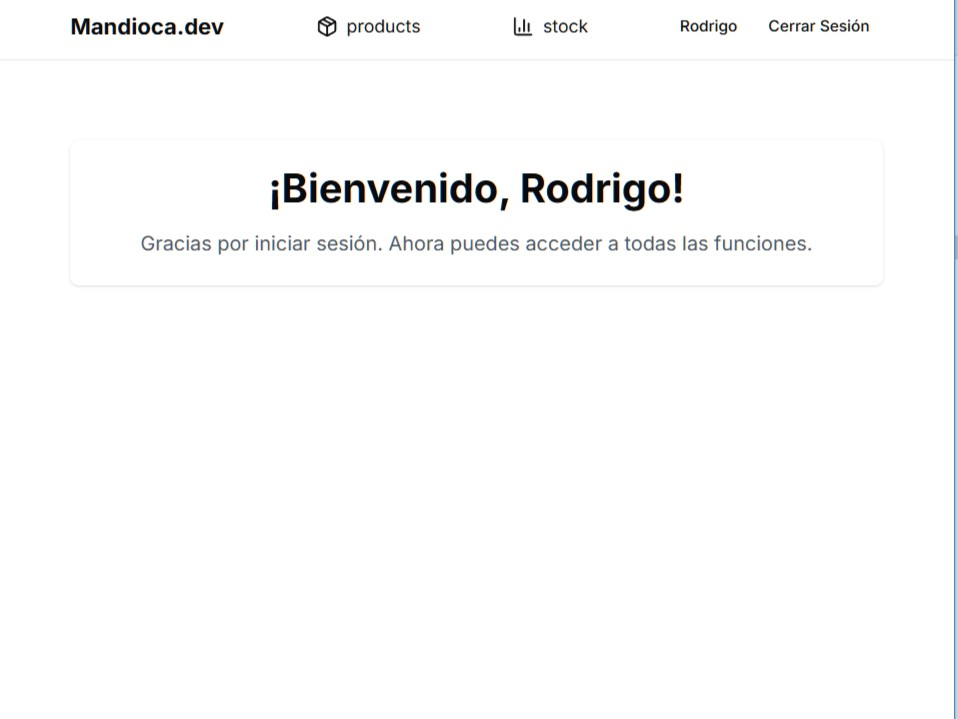 Mandioca.dev products stock Rodrigo Cerrar Sesión
¡Bienvenido, Rodrigo!
Gracias por iniciar sesión. Ahora puedes acceder a todas las funciones.